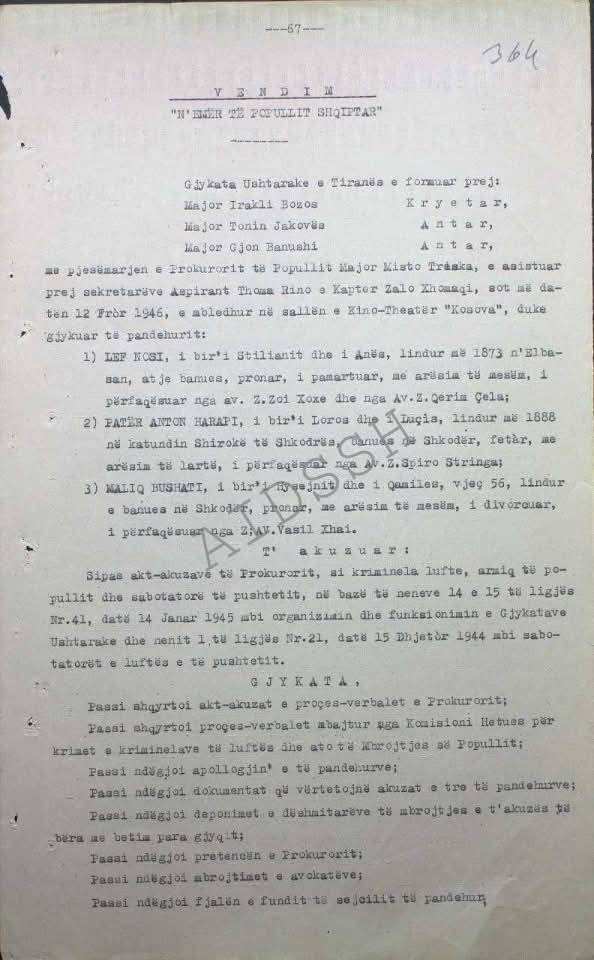 ---67---
364
V E N D I M
"N'EMËR TË POPULLIT SHQIPTAR"
Gjykata Ushtarake e Tiranës e formuar prej:
Major Irakli Bozos K r y e t a r,
Major Tonin Jakovës A n t a r,
Major Gjon Banushi A n t a r,
me pjesëmarjen e Prokurorit të Popullit Major Misto Treska, e asistuar
prej sekretarëve Aspirant Thoma Rino e Kapter Zalo Xhomaqi, sot më da-
tën 12 Fròr 1946, e mbledhur në sallën e Kino-Theatër "Kosova", duke
gjykuar të pandehurit:
1) LEF NOSI, i bir'i Stilianit dhe i Anës, lindur më 1873 n'Elba-
san, atje banues, pronar, i pamartuar, me arësim të mesëm, i
përfaqësuar nga av. Z.Zoi Xoxe dhe nga Av.Z.Qerim Çela;
2) PATËR ANTON HARAPI, i bir'i Loros dhe i Luçis, lindur më 1888
në katundin Shirokë të Shkodrës, banues në Shkodër, fetàr, me
arësim të lartë, i përfaqësuar nga Av.Z.Spiro Stringa;
3) MALIQ BUSHATI, i bir'i Hysejnit dhe i Qamiles, vjeç 56, lindur
e banues në Shkodër, pronar, me arësim të mesëm, i divorcuar,
i përfaqësuar nga Z;AV.Vasil Xhai.
T' a k u z u a r :
Sipas akt-akuzave të Prokurorit, si kriminela lufte, armiq të po-
pullit dhe sabotatorë të pushtetit, në bazë të neneve 14 e 15 të ligjës
Nr.41, datë 14 Janar 1945 mbi organizimin dhe funksionimin e Gjykatave
Ushtarake dhe nenit 1 të ligjës Nr.21, datë 15 Dhjetòr 1944 mbi sabo-
tatorët e luftës e të pushtetit.
G J Y K A T A ,
Passi shqyrtoi akt-akuzat e proçes-verbalet e Prokurorit;
Passi shqyrtoi proçes-verbalet mbajtur nga Komisioni Hetues për
krimet e kriminelave të luftës dhe ato të Mbrojtjes së Popullit;
Passi ndëgjoi apollogjin' e të pandehurve;
Passi ndëgjoi dokumentat që vërtetojnë akuzat e tre të pandehurve;
Passi ndëgjoi deponimet e dëshmitarëve të mbrojtjes e t'akuzës të
bëra me betim para gjyqit;
Passi ndëgjoi pretencën e Prokurorit;
Passi ndëgjoi mbrojtimet e avokatëve;
Passi ndëgjoi fjalën e fundit të sejcilit të pandehur;
AIDSSH